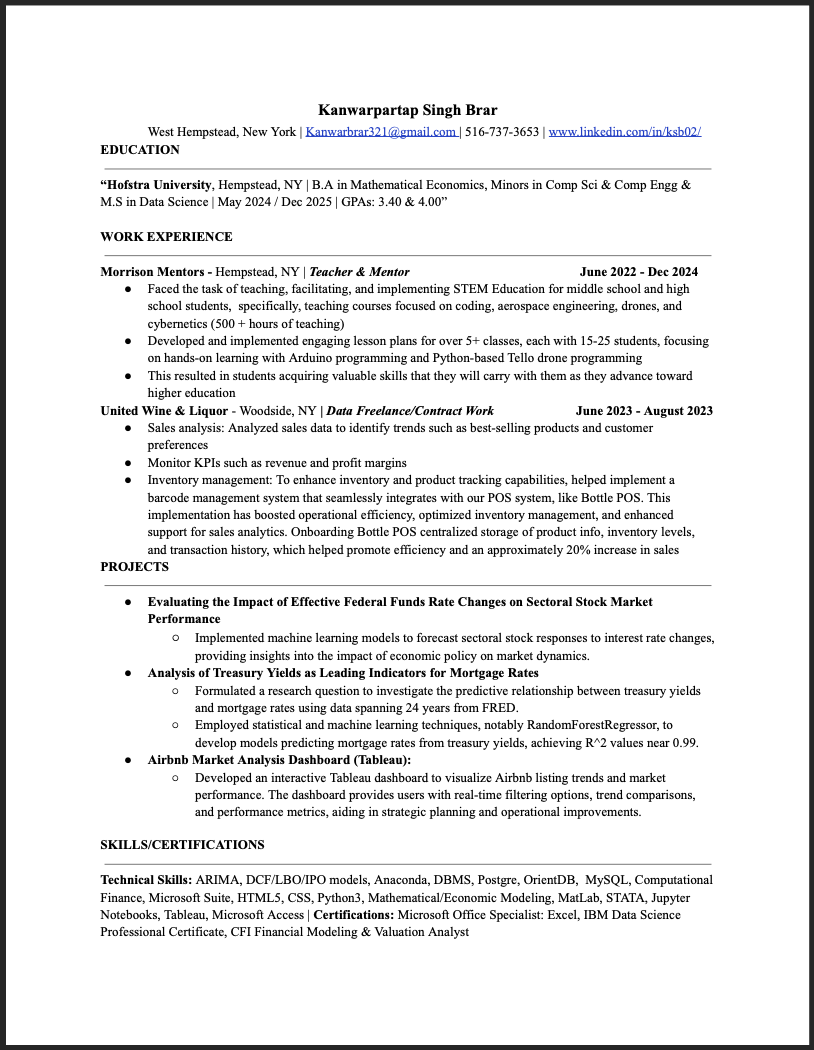 Kanwarpartap Singh Brar
West Hempstead, New York | Kanwarbrar321@gmail.com | 516-737-3653 | www.linkedin.com/in/ksb02/
EDUCATION
“Hofstra University, Hempstead, NY | B.A in Mathematical Economics, Minors in Comp Sci & Comp Engg &
M.S in Data Science | May 2024 / Dec 2025 | GPAs: 3.40 & 4.00”
WORK EXPERIENCE
Morrison Mentors - Hempstead, NY | Teacher & Mentor June 2022 - Dec 2024
● Faced the task of teaching, facilitating, and implementing STEM Education for middle school and high
school students,  specifically, teaching courses focused on coding, aerospace engineering, drones, and
cybernetics (500 + hours of teaching)
● Developed and implemented engaging lesson plans for over 5+ classes, each with 15-25 students, focusing
on hands-on learning with Arduino programming and Python-based Tello drone programming
● This resulted in students acquiring valuable skills that they will carry with them as they advance toward
higher education
United Wine & Liquor - Woodside, NY | Data Freelance/Contract Work June 2023 - August 2023
● Sales analysis: Analyzed sales data to identify trends such as best-selling products and customer
preferences
● Monitor KPIs such as revenue and profit margins
● Inventory management: To enhance inventory and product tracking capabilities, helped implement a
barcode management system that seamlessly integrates with our POS system, like Bottle POS. This
implementation has boosted operational efficiency, optimized inventory management, and enhanced
support for sales analytics. Onboarding Bottle POS centralized storage of product info, inventory levels,
and transaction history, which helped promote efficiency and an approximately 20% increase in sales
PROJECTS
● Evaluating the Impact of Effective Federal Funds Rate Changes on Sectoral Stock Market
Performance
○ Implemented machine learning models to forecast sectoral stock responses to interest rate changes,
providing insights into the impact of economic policy on market dynamics.
● Analysis of Treasury Yields as Leading Indicators for Mortgage Rates
○ Formulated a research question to investigate the predictive relationship between treasury yields
and mortgage rates using data spanning 24 years from FRED.
○ Employed statistical and machine learning techniques, notably RandomForestRegressor, to
develop models predicting mortgage rates from treasury yields, achieving R^2 values near 0.99.
● Airbnb Market Analysis Dashboard (Tableau):
○ Developed an interactive Tableau dashboard to visualize Airbnb listing trends and market
performance. The dashboard provides users with real-time filtering options, trend comparisons,
and performance metrics, aiding in strategic planning and operational improvements.
SKILLS/CERTIFICATIONS
Technical Skills: ARIMA, DCF/LBO/IPO models, Anaconda, DBMS, Postgre, OrientDB,  MySQL, Computational
Finance, Microsoft Suite, HTML5, CSS, Python3, Mathematical/Economic Modeling, MatLab, STATA, Jupyter
Notebooks, Tableau, Microsoft Access | Certifications: Microsoft Office Specialist: Excel, IBM Data Science
Professional Certificate, CFI Financial Modeling & Valuation Analyst